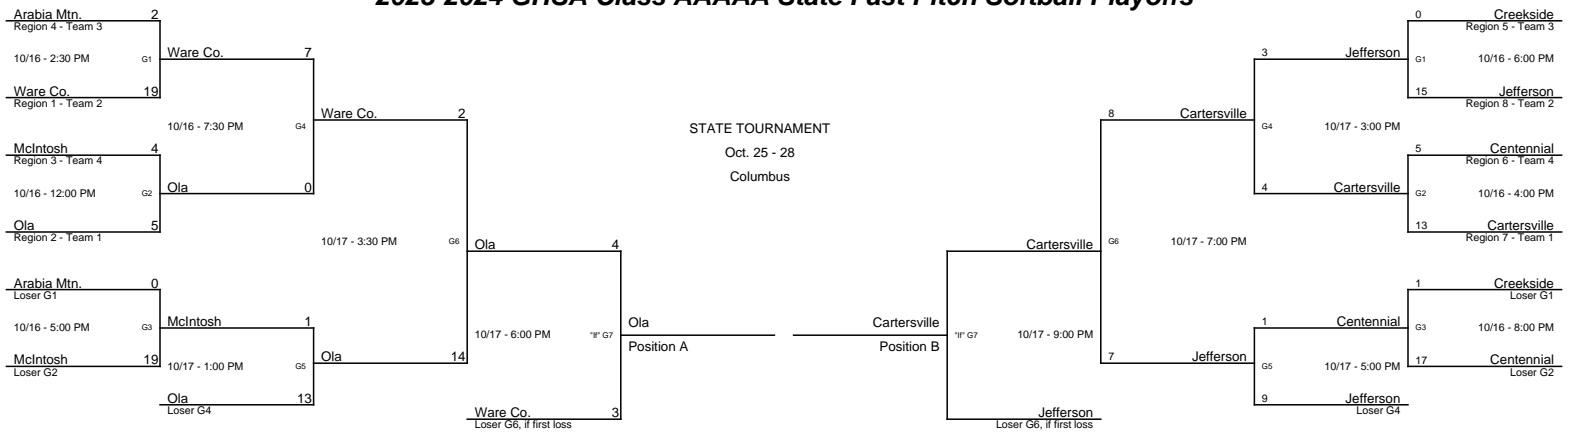 2023-2024 GHSA Class AAAAA State Fast Pitch Softball Playoffs
Arabia Mtn. 2
Region 4 - Team 3
10/16 - 2:30 PM G1
Ware Co. 7
Ware Co. 19
Region 1 - Team 2
10/16 - 7:30 PM G4
Ware Co. 2
McIntosh 4
Region 3 - Team 4
10/16 - 12:00 PM G2
Ola 0
Ola 5
Region 2 - Team 1
10/17 - 3:30 PM G6
Ola 4
Arabia Mtn. 0
Loser G1
10/16 - 5:00 PM G3
McIntosh 1
McIntosh 19
Loser G2
10/17 - 1:00 PM G5
Ola 14
Ola 13
Loser G4
10/17 - 6:00 PM "If" G7
Ware Co. 3
Loser G6, if first loss
Ola
Position A
STATE TOURNAMENT
Oct. 25 - 28
Columbus
0 Creekside
Region 5 - Team 3
3 Jefferson
G1 10/16 - 6:00 PM
15 Jefferson
Region 8 - Team 2
8 Cartersville
G4 10/17 - 3:00 PM
5 Centennial
Region 6 - Team 4
4 Cartersville
G2 10/16 - 4:00 PM
13 Cartersville
Region 7 - Team 1
Cartersville
G6 10/17 - 7:00 PM
1 Creekside
Loser G1
1 Centennial
G3 10/16 - 8:00 PM
17 Centennial
Loser G2
7 Jefferson
G5 10/17 - 5:00 PM
9 Jefferson
Loser G4
Cartersville
Position B
"If" G7 10/17 - 9:00 PM
Jefferson
Loser G6, if first loss